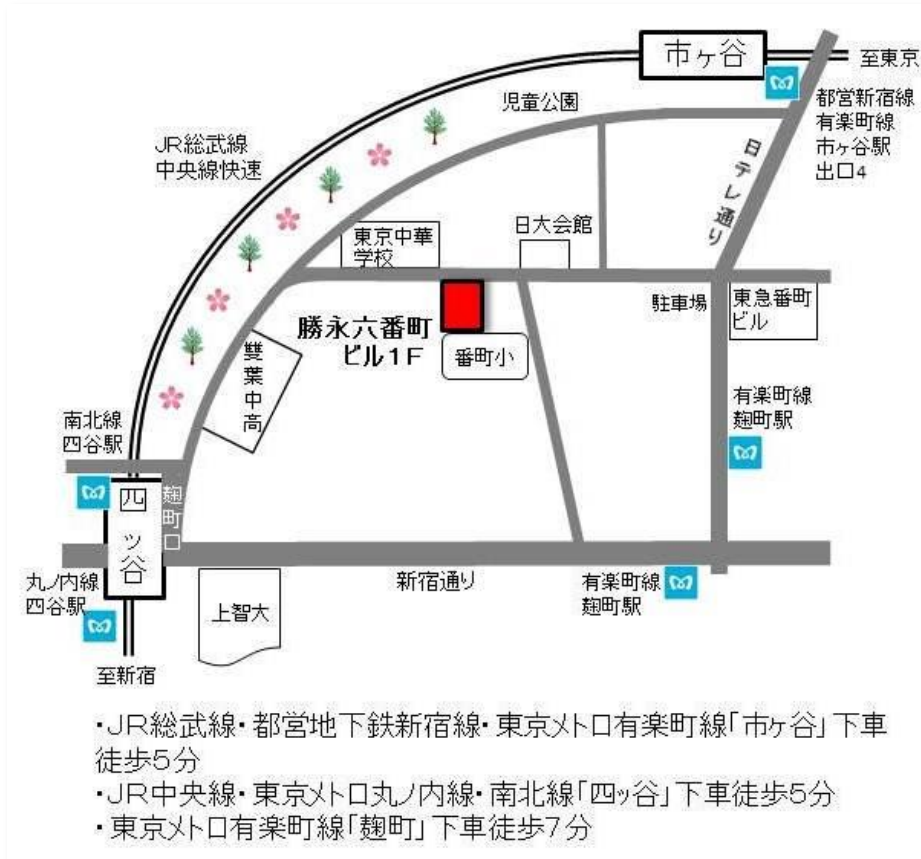 市ヶ谷
至東京
児童公園
都営新宿線
有楽町線
市ヶ谷駅
出口4
JR総武線
中央線快速
日テレ通り
東京中華
学校
日大会館
駐車場
東急番町
ビル
勝永六番町
ビル1F
番町小
雙葉中高
有楽町線
麹町駅
南北線
四谷駅
四ッ谷
麹町口
丸ノ内線
四谷駅
新宿通り
有楽町線
麹町駅
上智大
至新宿
・JR総武線・都営地下鉄新宿線・東京メトロ有楽町線「市ヶ谷」下車
徒歩5分
・JR中央線・東京メトロ丸ノ内線・南北線「四ッ谷」下車徒歩5分
・東京メトロ有楽町線「麹町」下車徒歩7分